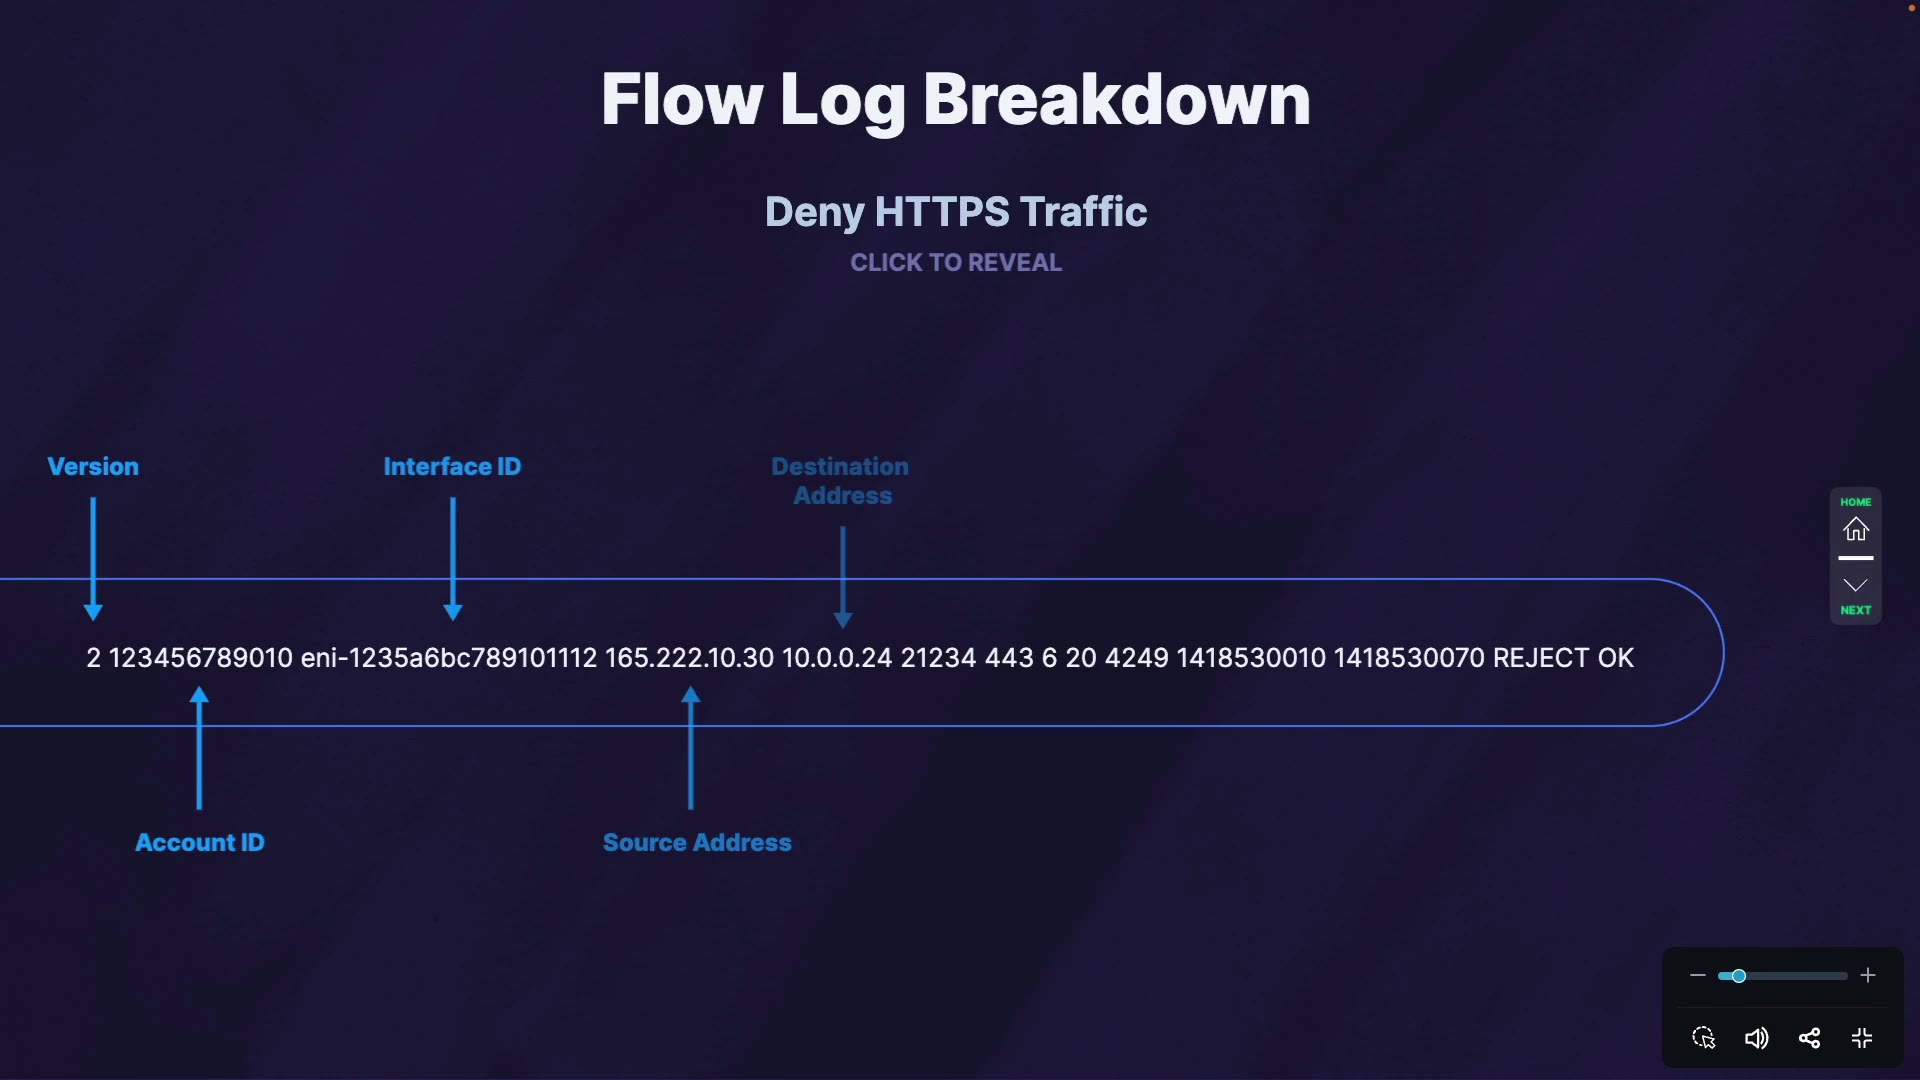 Flow Log Breakdown
Deny HTTPS Traffic
CLICK TO REVEAL
Version
Interface ID
Destination
Address
HOME
NEXT
2 123456789010 eni-1235a6bc789101112 165.222.10.30 10.0.0.24 21234 443 6 20 4249 1418530010 1418530070 REJECT OK
Account ID
Source Address